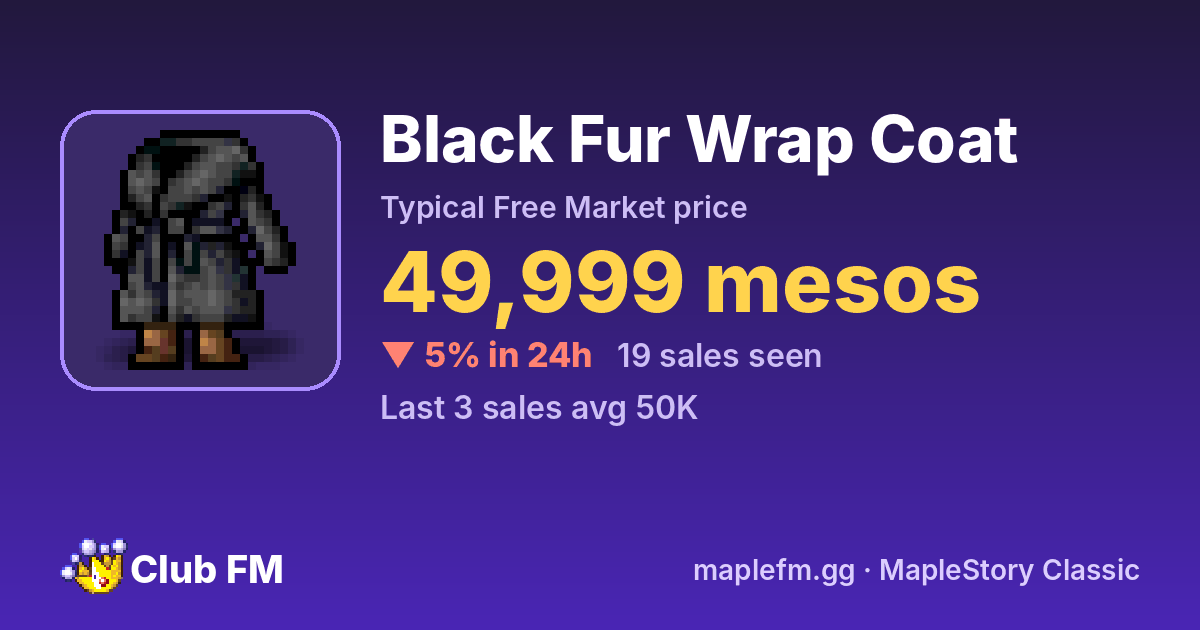 Black Fur Wrap Coat
Typical Free Market price
49,999 mesos
▼ 5% in 24h 19 sales seen
Last 3 sales avg 50K
Club FM
maplefm.gg · MapleStory Classic